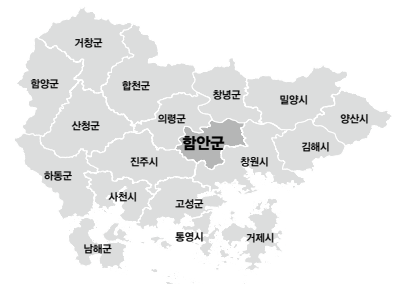 거창군
함양군
합천군
창녕군
밀양시
양산시
산청군
의령군
함안군
김해시
진주시
창원시
하동군
사천시
고성군
통영시
거제시
남해군